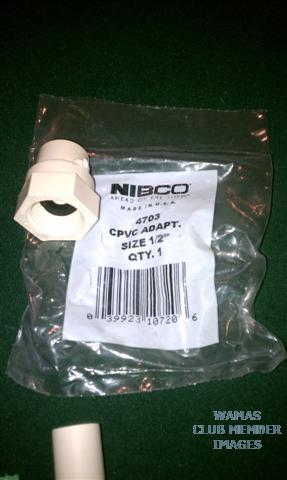 NIBCO
AHEAD OF THE FLOW
MADE IN U.S.A.
4703
CPVC ADAPT.
SIZE 1/2"
QTY. 1
0 39923 10720 6
WAMAS
CLUB MEMBER
IMAGES